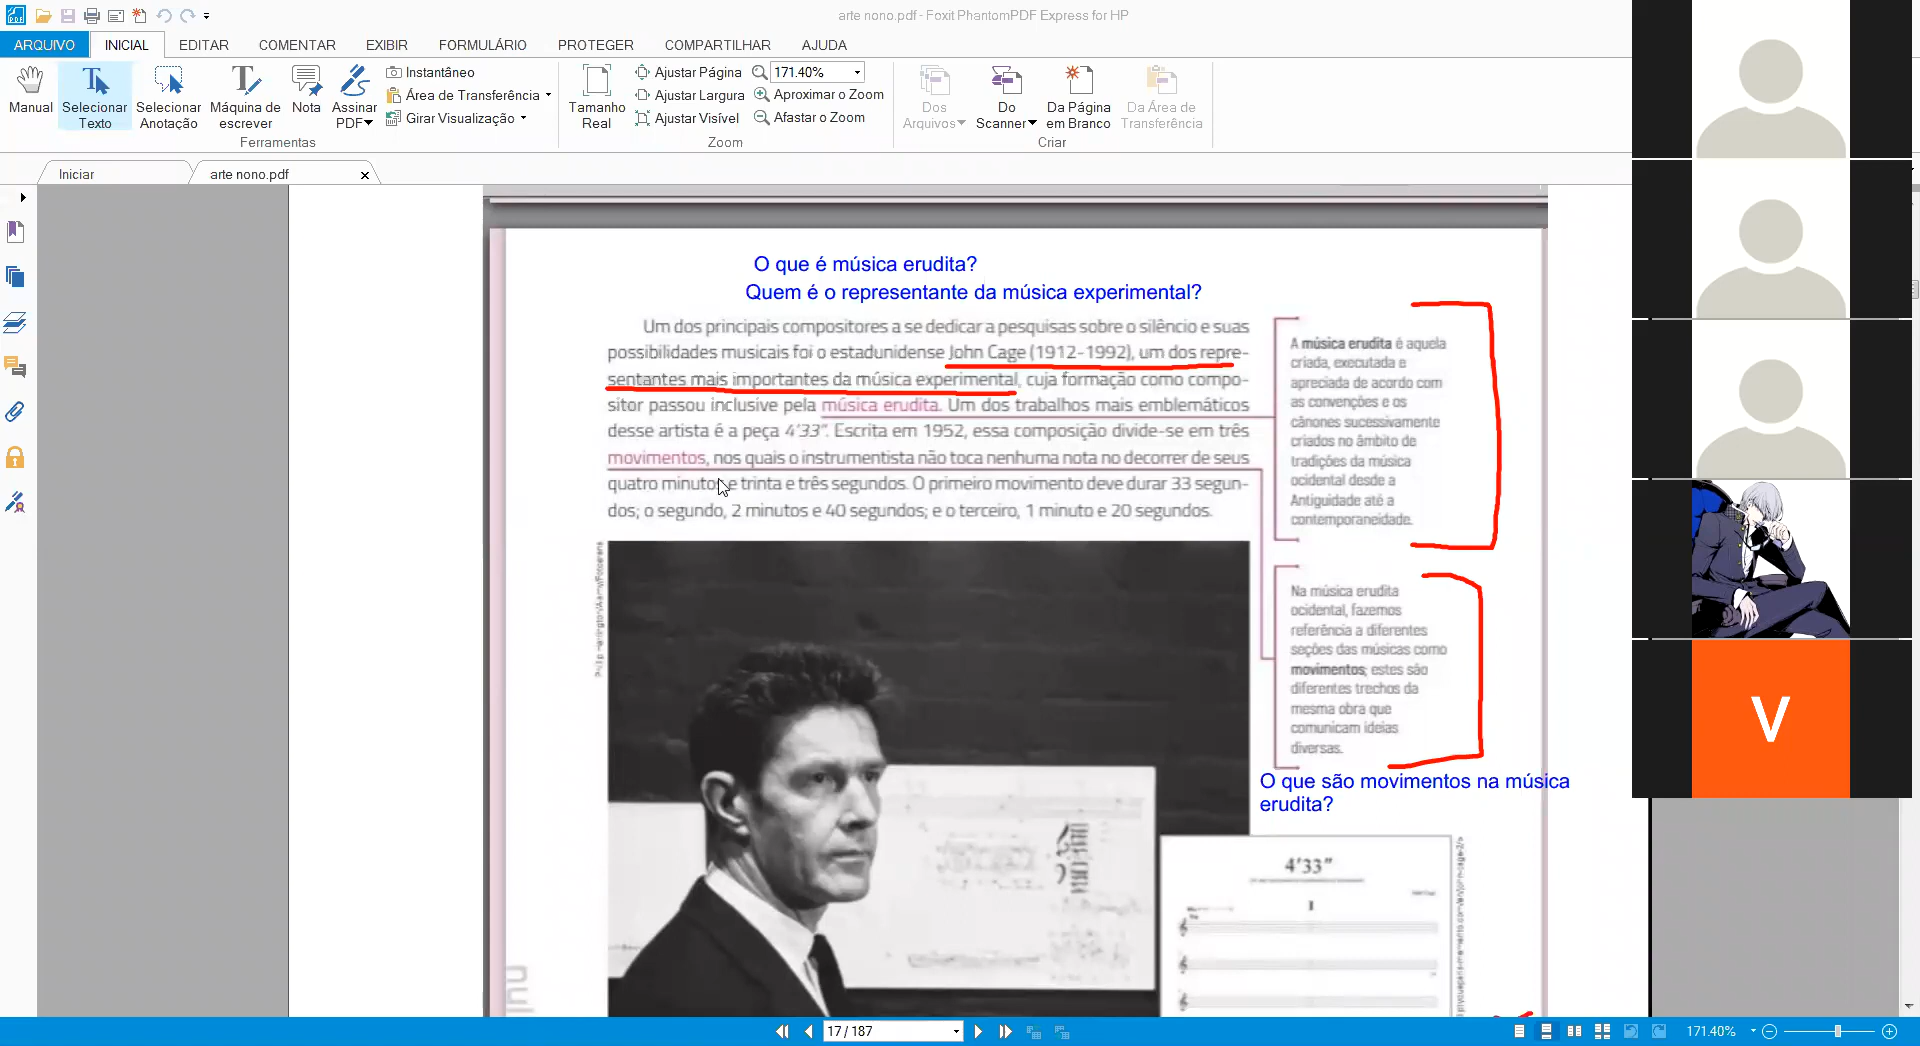 arte nono.pdf - Foxit PhantomPDF Express for HP
ARQUIVO INICIAL EDITAR COMENTAR EXIBIR FORMULÁRIO PROTEGER COMPARTILHAR AJUDA
Manual
Selecionar Texto
Selecionar Anotação
Máquina de escrever
Nota
Assinar PDF
Instantâneo
Área de Transferência
Girar Visualização
Ferramentas
Tamanho Real
Ajustar Página
Ajustar Largura
Ajustar Visível
171.40%
Aproximar o Zoom
Afastar o Zoom
Zoom
Dos Arquivos
Do Scanner
Da Página em Branco
Da Área de Transferência
Criar
Iniciar
arte nono.pdf
O que é música erudita?
Quem é o representante da música experimental?
Um dos principais compositores a se dedicar a pesquisas sobre o silêncio e suas
possibilidades musicais foi o estadunidense John Cage (1912-1992), um dos repre-
sentantes mais importantes da música experimental, cuja formação como compo-
sitor passou inclusive pela música erudita. Um dos trabalhos mais emblemáticos
desse artista é a peça 4'33". Escrita em 1952, essa composição divide-se em três
movimentos, nos quais o instrumentista não toca nenhuma nota no decorrer de seus
quatro minutos e trinta e três segundos. O primeiro movimento deve durar 33 segun-
dos; o segundo, 2 minutos e 40 segundos; e o terceiro, 1 minuto e 20 segundos.
A música erudita é aquela
criada, executada e
apreciada de acordo com
as convenções e os
cânones sucessivamente
criados no âmbito de
tradições da música
ocidental desde a
Antiguidade até a
contemporaneidade.
Na música erudita
ocidental, fazemos
referência a diferentes
seções das músicas como
movimentos; estes são
diferentes trechos da
mesma obra que
comunicam ideias
diversas.
O que são movimentos na música
erudita?
4'33"
I
V
17 / 187
171.40%